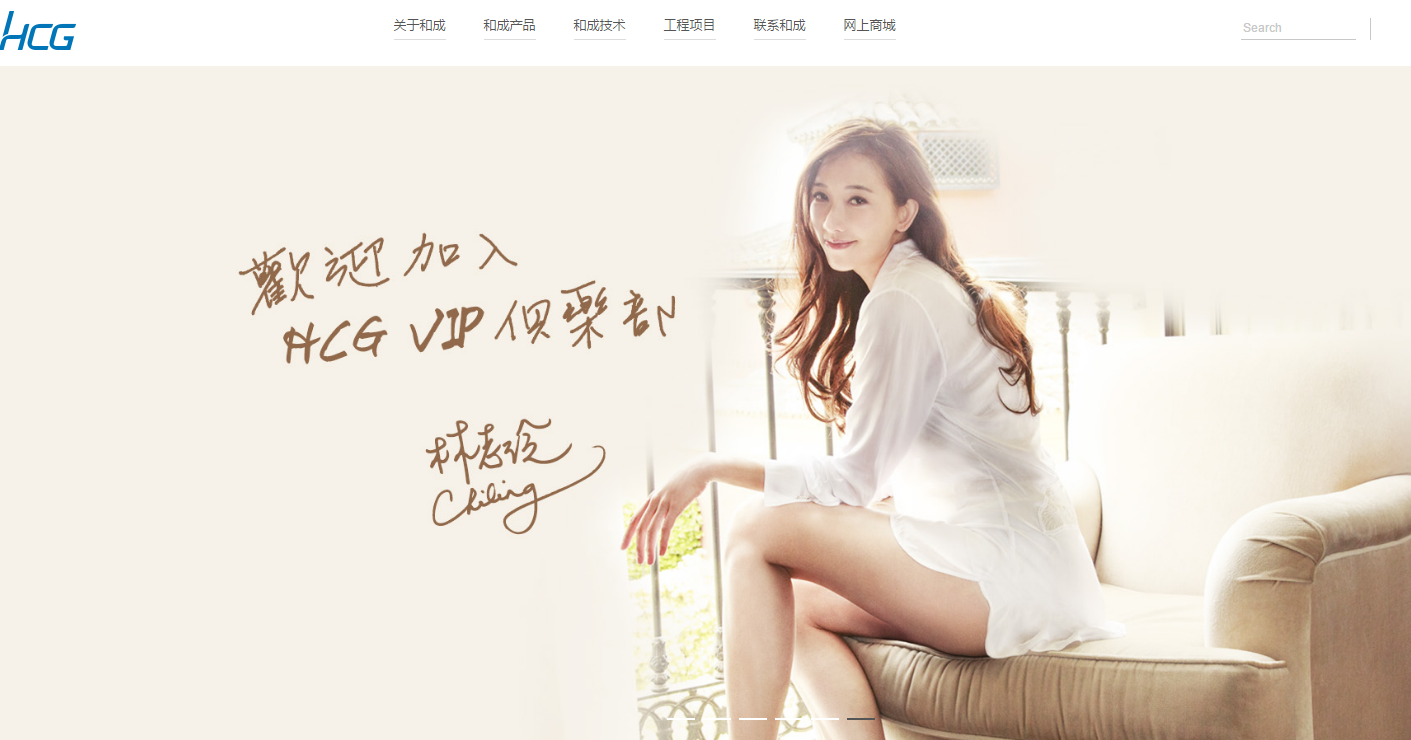 HCG
关于和成 和成产品 和成技术 工程项目 联系和成 网上商城
Search
歡迎加入
HCG VIP 俱樂部
林志玲
Chiling